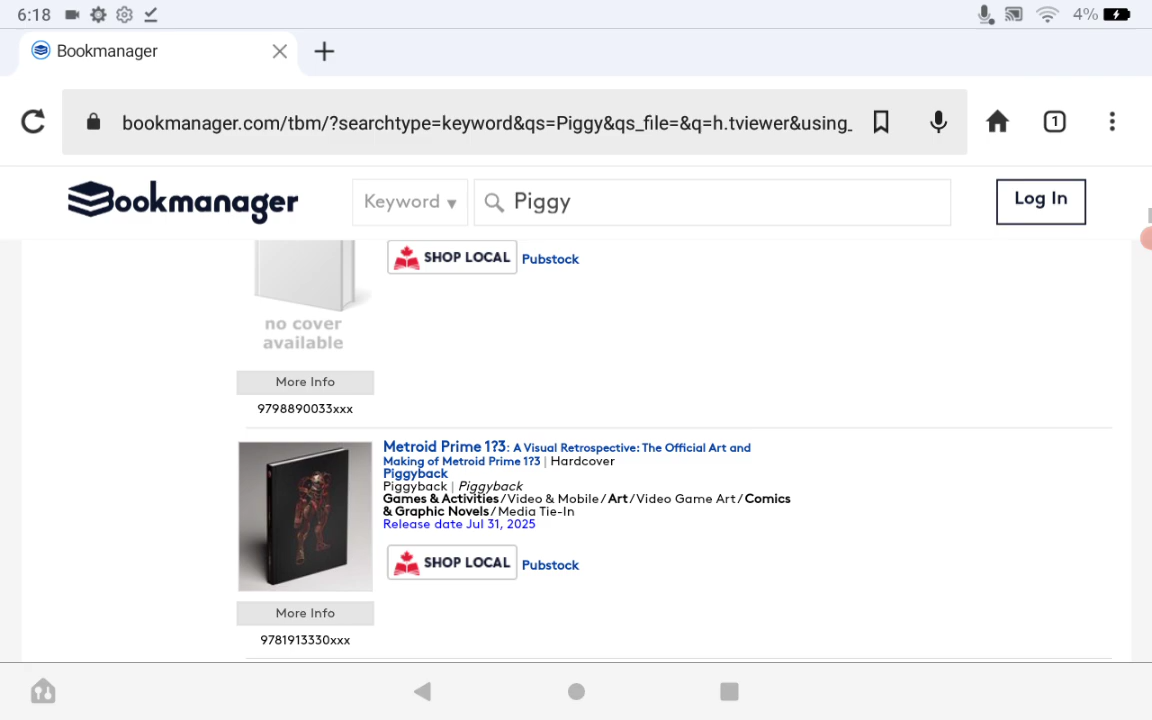 6:18
4%
Bookmanager
bookmanager.com/tbm/?searchtype=keyword&qs=Piggy&qs_file=&q=h.tviewer&using_
1
Bookmanager
Keyword ▾
Piggy
Log In
SHOP LOCAL Pubstock
no cover
available
More Info
9798890033xxx
Metroid Prime 1?3: A Visual Retrospective: The Official Art and
Making of Metroid Prime 1?3 | Hardcover
Piggyback
Piggyback | Piggyback
Games & Activities/Video & Mobile/Art/Video Game Art/Comics
& Graphic Novels/Media Tie-In
Release date Jul 31, 2025
SHOP LOCAL Pubstock
More Info
9781913330xxx